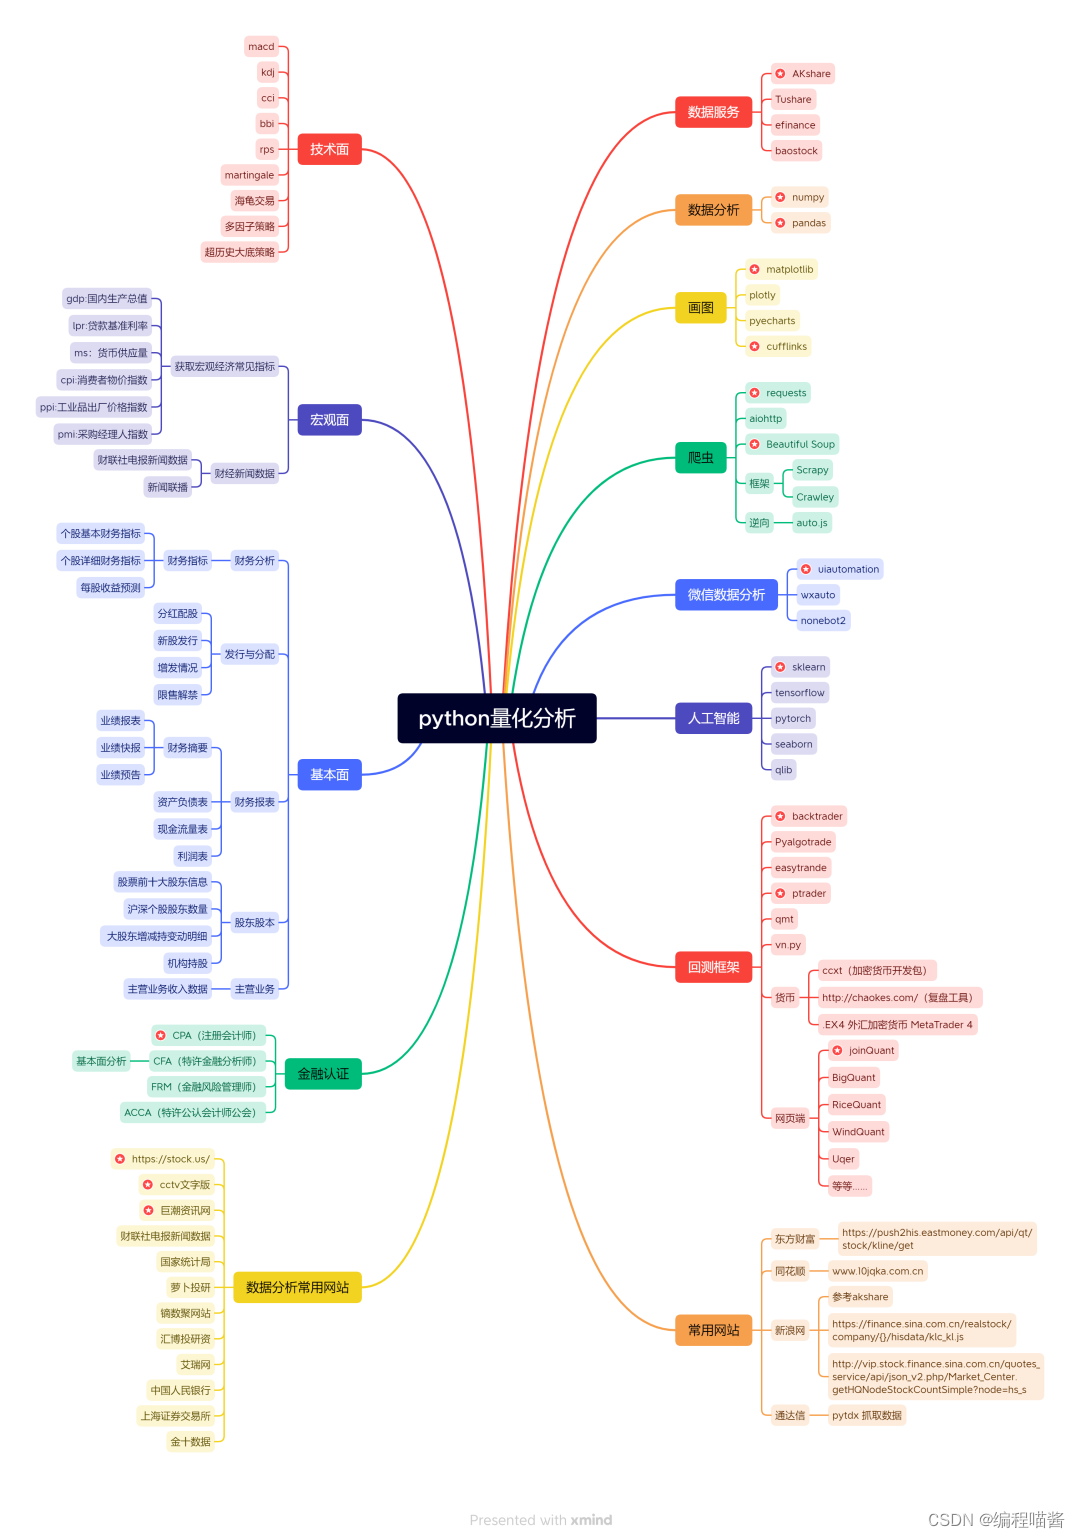 python量化分析
数据服务
AKshare
Tushare
efinance
baostock
数据分析
numpy
pandas
画图
matplotlib
plotly
pyecharts
cufflinks
爬虫
requests
aiohttp
Beautiful Soup
框架
Scrapy
Crawley
逆向
auto.js
微信数据分析
uiautomation
wxauto
nonebot2
人工智能
sklearn
tensorflow
pytorch
seaborn
qlib
回测框架
backtrader
Pyalgotrade
easytrande
ptrader
qmt
vn.py
货币
ccxt（加密货币开发包）
http://chaokes.com/（复盘工具）
.EX4 外汇加密货币 MetaTrader 4
网页端
joinQuant
BigQuant
RiceQuant
WindQuant
Uqer
等等……
常用网站
东方财富
https://push2his.eastmoney.com/api/qt/
stock/kline/get
同花顺
www.10jqka.com.cn
新浪网
参考akshare
https://finance.sina.com.cn/realstock/
company/{}/hisdata/klc_kl.js
http://vip.stock.finance.sina.com.cn/quotes_
service/api/json_v2.php/Market_Center.
getHQNodeStockCountSimple?node=hs_s
通达信
pytdx 抓取数据
技术面
macd
kdj
cci
bbi
rps
martingale
海龟交易
多因子策略
超历史大底策略
宏观面
获取宏观经济常见指标
gdp:国内生产总值
lpr:贷款基准利率
ms：货币供应量
cpi:消费者物价指数
ppi:工业品出厂价格指数
pmi:采购经理人指数
财经新闻数据
财联社电报新闻数据
新闻联播
基本面
财务分析
财务指标
个股基本财务指标
个股详细财务指标
每股收益预测
发行与分配
分红配股
新股发行
增发情况
限售解禁
财务报表
财务摘要
业绩报表
业绩快报
业绩预告
资产负债表
现金流量表
利润表
股东股本
股票前十大股东信息
沪深个股股东数量
大股东增减持变动明细
机构持股
主营业务
主营业务收入数据
金融认证
CPA（注册会计师）
CFA（特许金融分析师）
基本面分析
FRM（金融风险管理师）
ACCA（特许公认会计师公会）
数据分析常用网站
https://stock.us/
cctv文字版
巨潮资讯网
财联社电报新闻数据
国家统计局
萝卜投研
镝数聚网站
汇博投研资
艾瑞网
中国人民银行
上海证券交易所
金十数据
Presented with xmind
CSDN @编程喵酱